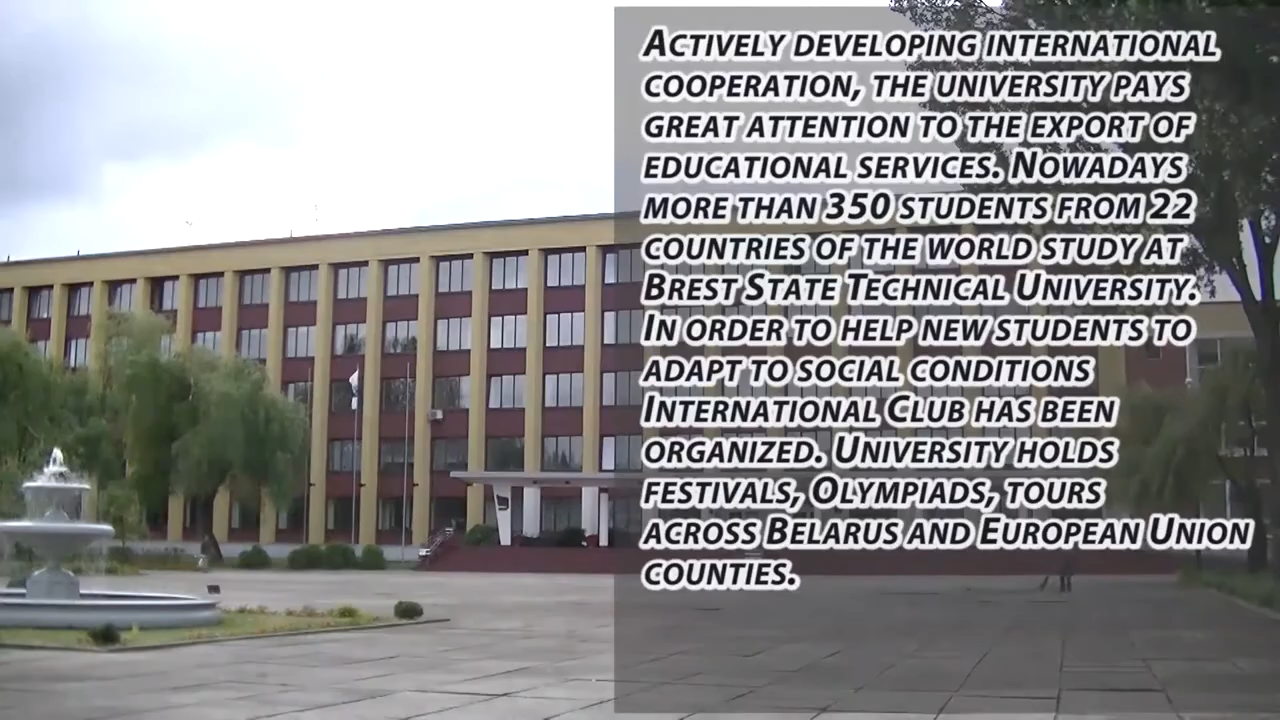 Actively developing international
cooperation, the university pays
great attention to the export of
educational services. Nowadays
more than 350 students from 22
countries of the world study at
Brest State Technical University.
In order to help new students to
adapt to social conditions
International Club has been
organized. University holds
festivals, Olympiads, tours
across Belarus and European Union
counties.